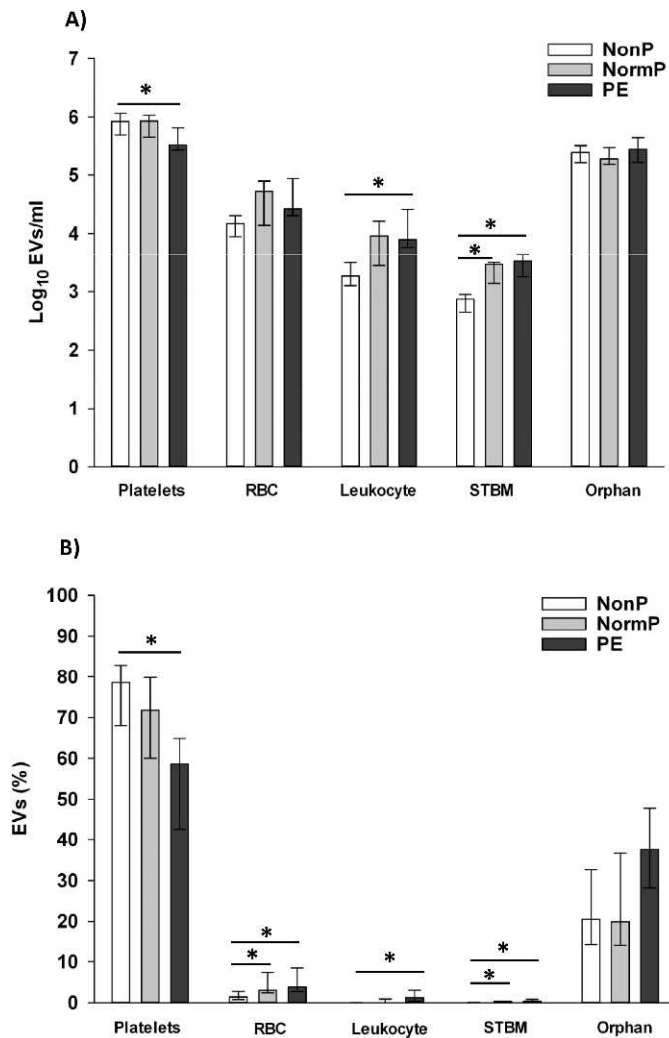 A)
7
6
5
4
3
2
1
0
Log10 EVs/ml
NonP
NormP
PE
*
*
*
*
Platelets
RBC
Leukocyte
STBM
Orphan
B)
100
90
80
70
60
50
40
30
20
10
0
EVs (%)
NonP
NormP
PE
*
*
*
*
*
*
Platelets
RBC
Leukocyte
STBM
Orphan